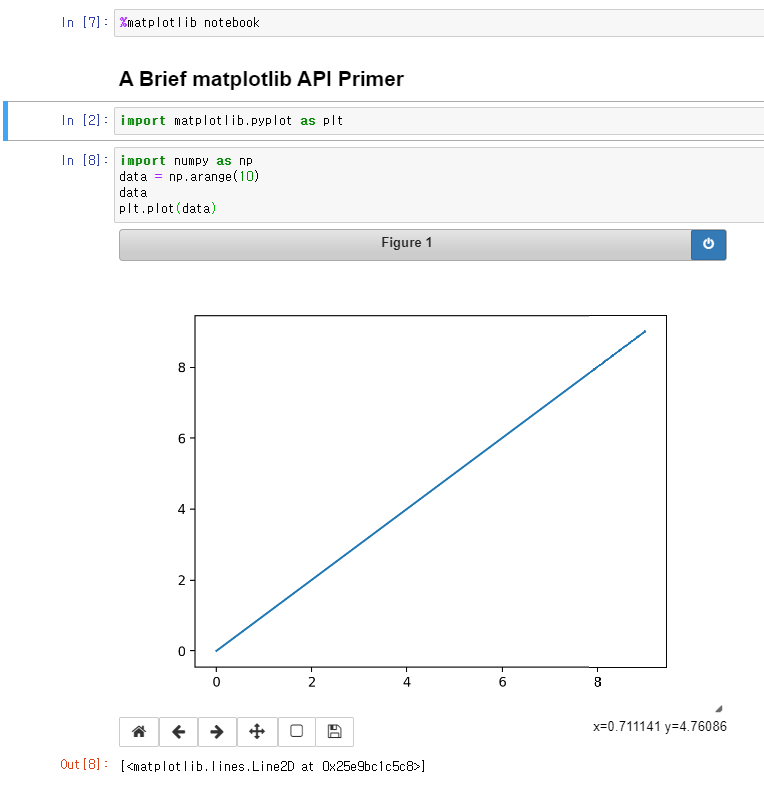 In [7]: %matplotlib notebook
A Brief matplotlib API Primer
In [2]: import matplotlib.pyplot as plt
In [8]: import numpy as np
data = np.arange(10)
data
plt.plot(data)
Figure 1
8
6
4
2
0
0 2 4 6 8
x=0.711141 y=4.76086
Out[8]: [<matplotlib.lines.Line2D at 0x25e9bc1c5c8>]